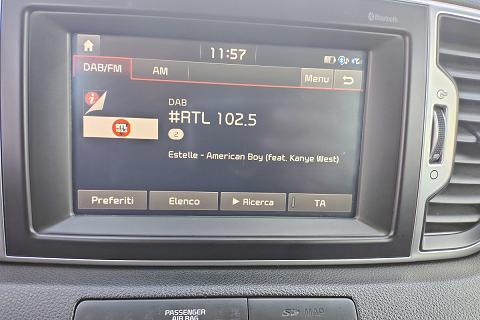 Bluetooth
11:57
DAB/FM
AM
Menu
DAB
#RTL 102.5
RTL
2
Estelle - American Boy (feat. Kanye West)
Preferiti
Elenco
Ricerca
TA
PASSENGER
AIR BAG
SD MAP